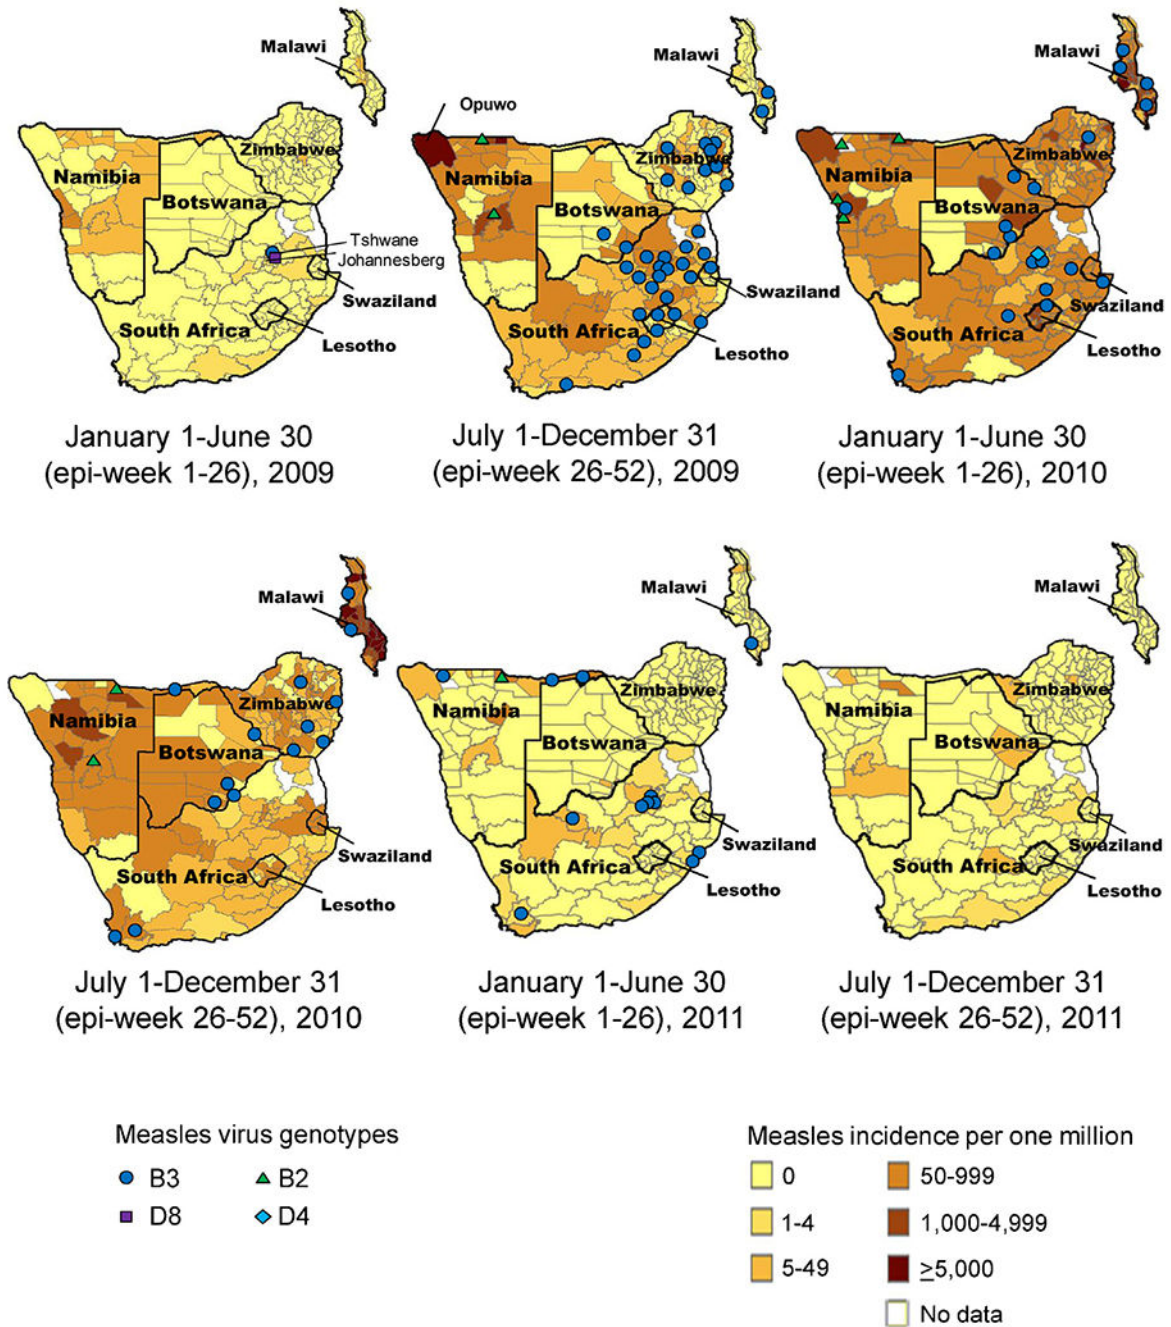 Malawi
Zimbabwe
Namibia
Botswana
Tshwane
Johannesberg
Swaziland
South Africa
Lesotho
January 1-June 30
(epi-week 1-26), 2009
Malawi
Opuwo
Zimbabwe
Namibia
Botswana
Swaziland
South Africa
Lesotho
July 1-December 31
(epi-week 26-52), 2009
Malawi
Zimbabwe
Namibia
Botswana
Swaziland
South Africa
Lesotho
January 1-June 30
(epi-week 1-26), 2010
Malawi
Zimbabwe
Namibia
Botswana
Swaziland
South Africa
Lesotho
July 1-December 31
(epi-week 26-52), 2010
Malawi
Zimbabwe
Namibia
Botswana
Swaziland
South Africa
Lesotho
January 1-June 30
(epi-week 1-26), 2011
Malawi
Zimbabwe
Namibia
Botswana
Swaziland
South Africa
Lesotho
July 1-December 31
(epi-week 26-52), 2011
Measles virus genotypes
B3
B2
D8
D4
Measles incidence per one million
0
50-999
1-4
1,000-4,999
5-49
≥5,000
No data